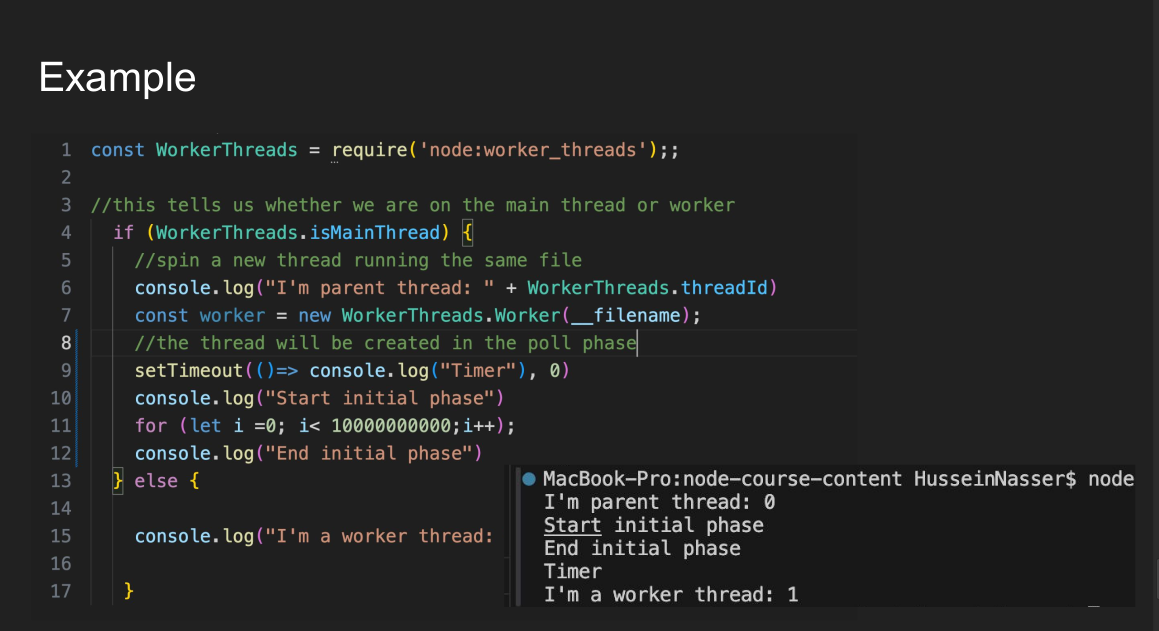 Example
1 const WorkerThreads = require('node:worker_threads');;
2
3 //this tells us whether we are on the main thread or worker
4 if (WorkerThreads.isMainThread) {
5 //spin a new thread running the same file
6 console.log("I'm parent thread: " + WorkerThreads.threadId)
7 const worker = new WorkerThreads.Worker(__filename);
8 //the thread will be created in the poll phase
9 setTimeout(()=> console.log("Timer"), 0)
10 console.log("Start initial phase")
11 for (let i =0; i< 10000000000;i++);
12 console.log("End initial phase")
13 } else {
14
15 console.log("I'm a worker thread:
16
17 }
MacBook-Pro:node-course-content HusseinNasser$ node
I'm parent thread: 0
Start initial phase
End initial phase
Timer
I'm a worker thread: 1